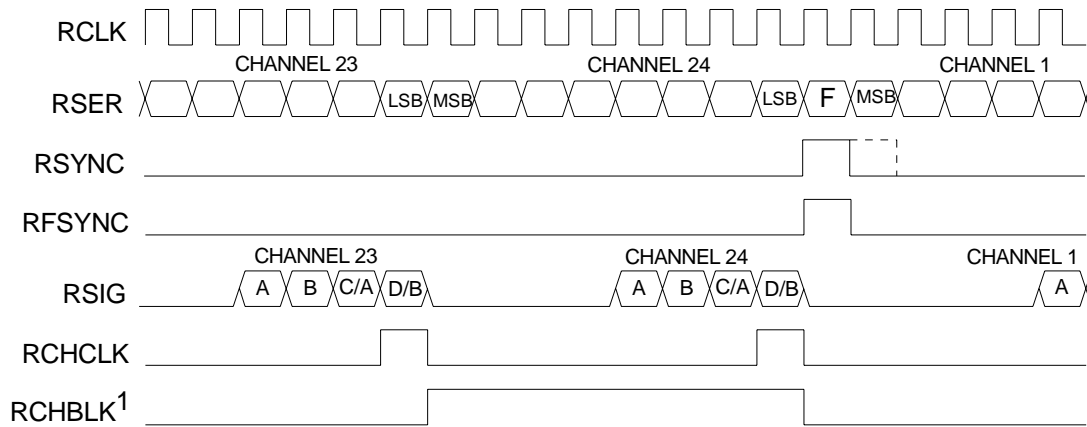 RCLK
CHANNEL 23 CHANNEL 24 CHANNEL 1
RSER LSB MSB LSB F MSB
RSYNC
RFSYNC
CHANNEL 23 CHANNEL 24 CHANNEL 1
RSIG A B C/A D/B A B C/A D/B A
RCHCLK
RCHBLK¹